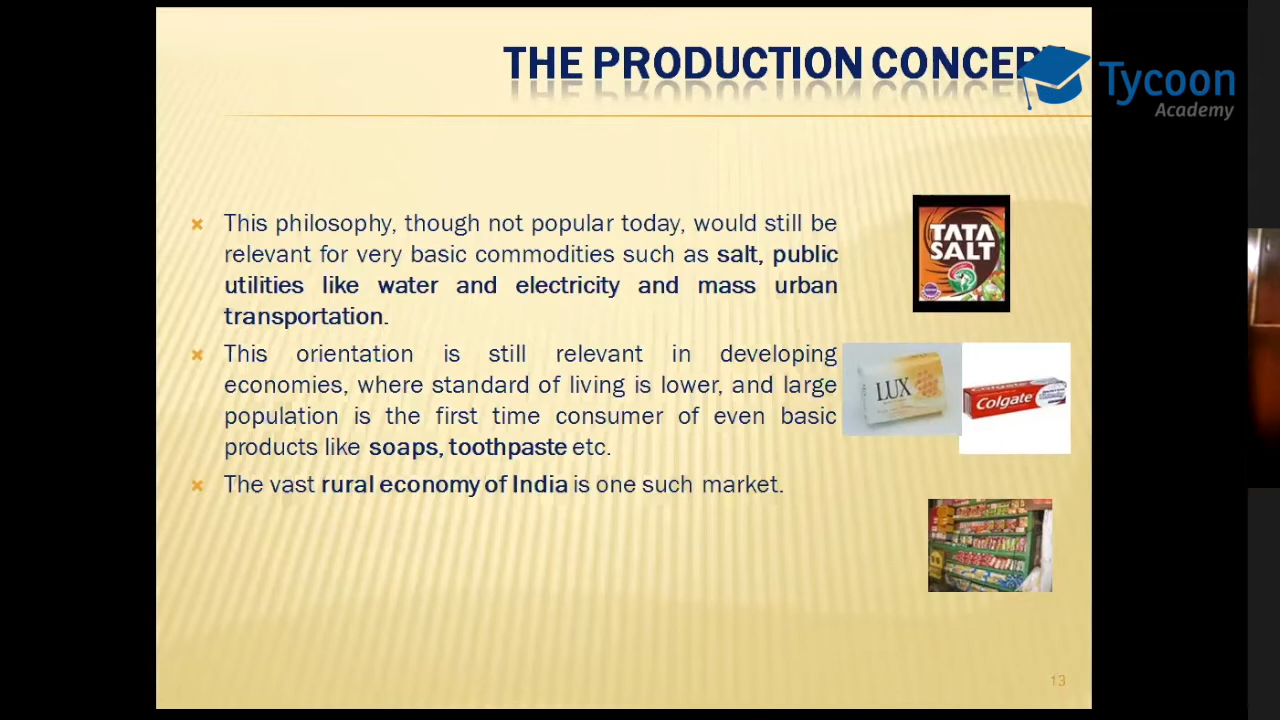 THE PRODUCTION CONCEPT
Tycoon
Academy
This philosophy, though not popular today, would still be
relevant for very basic commodities such as salt, public
utilities like water and electricity and mass urban
transportation.
This orientation is still relevant in developing
economies, where standard of living is lower, and large
population is the first time consumer of even basic
products like soaps, toothpaste etc.
The vast rural economy of India is one such market.
TATA
SALT
LUX
Colgate
13